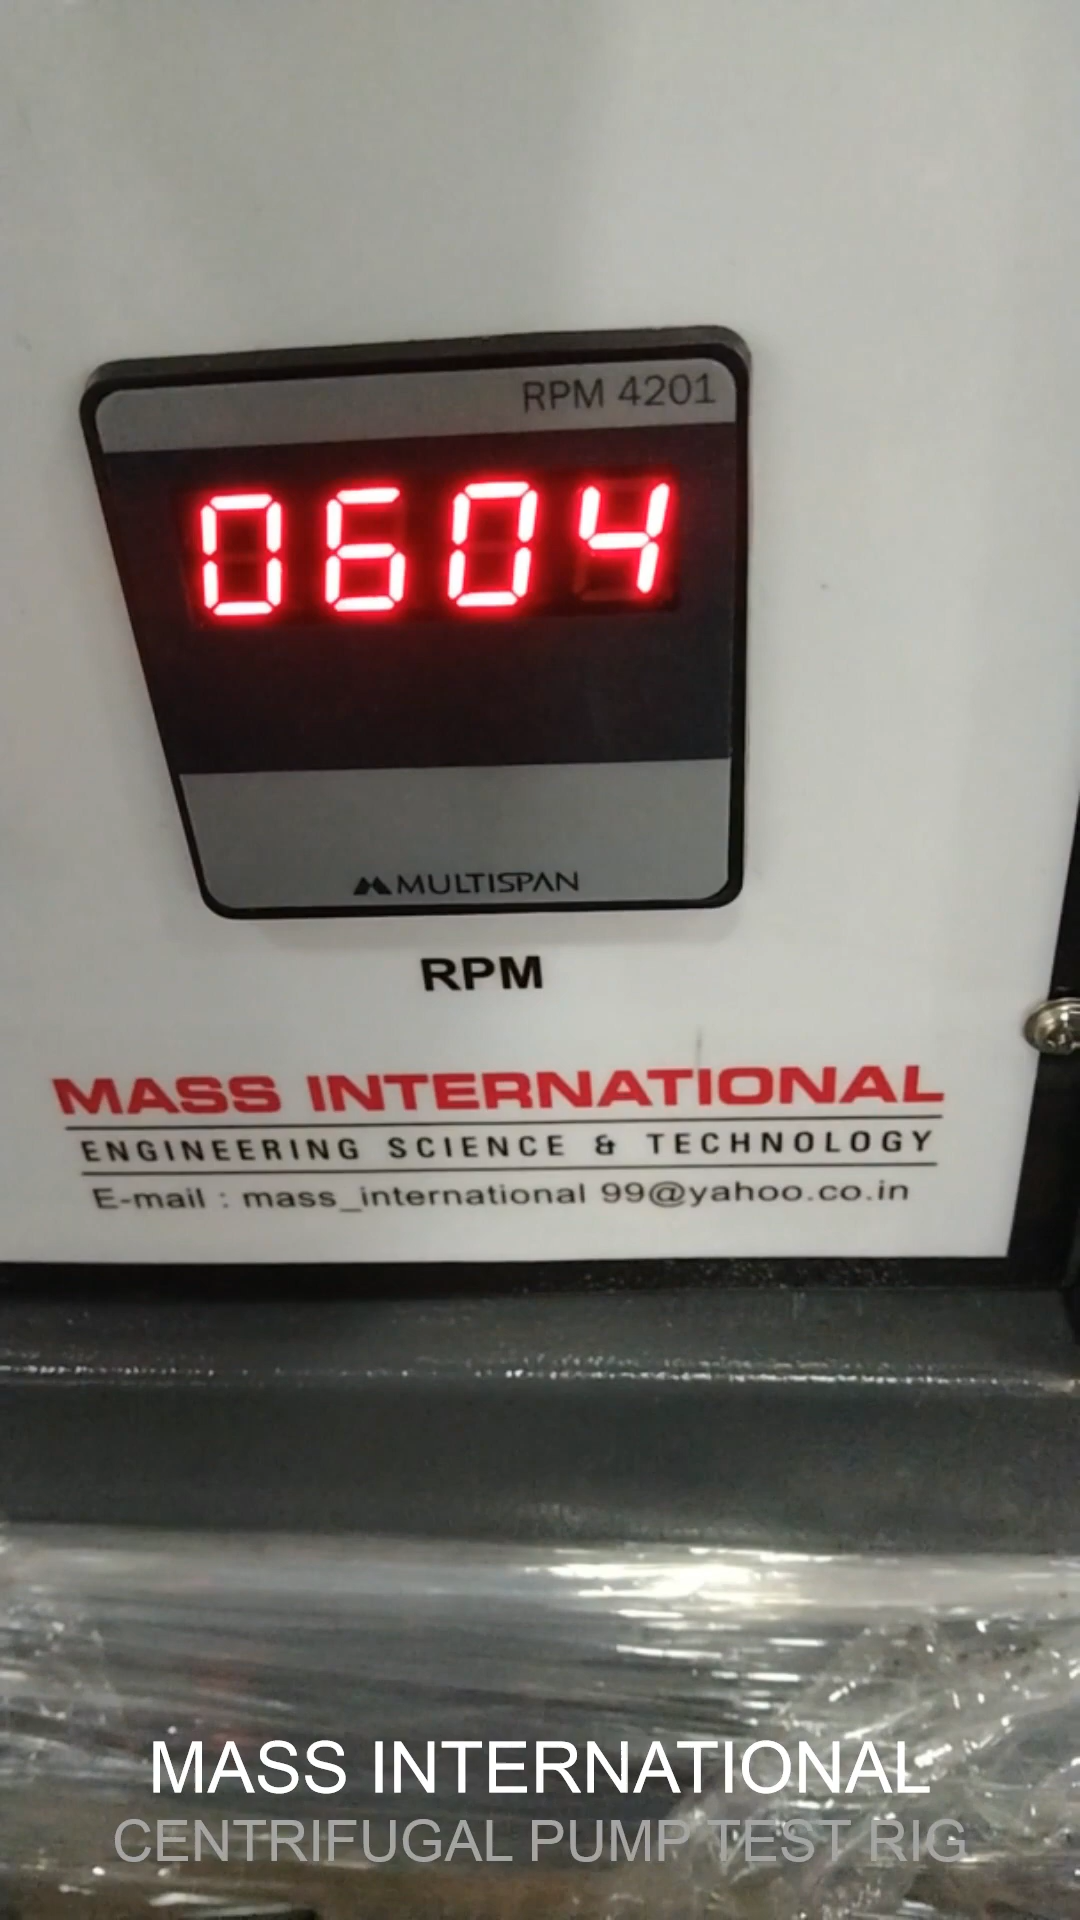 RPM 4201
0604
MULTISPAN
RPM
MASS INTERNATIONAL
ENGINEERING SCIENCE & TECHNOLOGY
E-mail : mass_international 99@yahoo.co.in
MASS INTERNATIONAL
CENTRIFUGAL PUMP TEST RIG